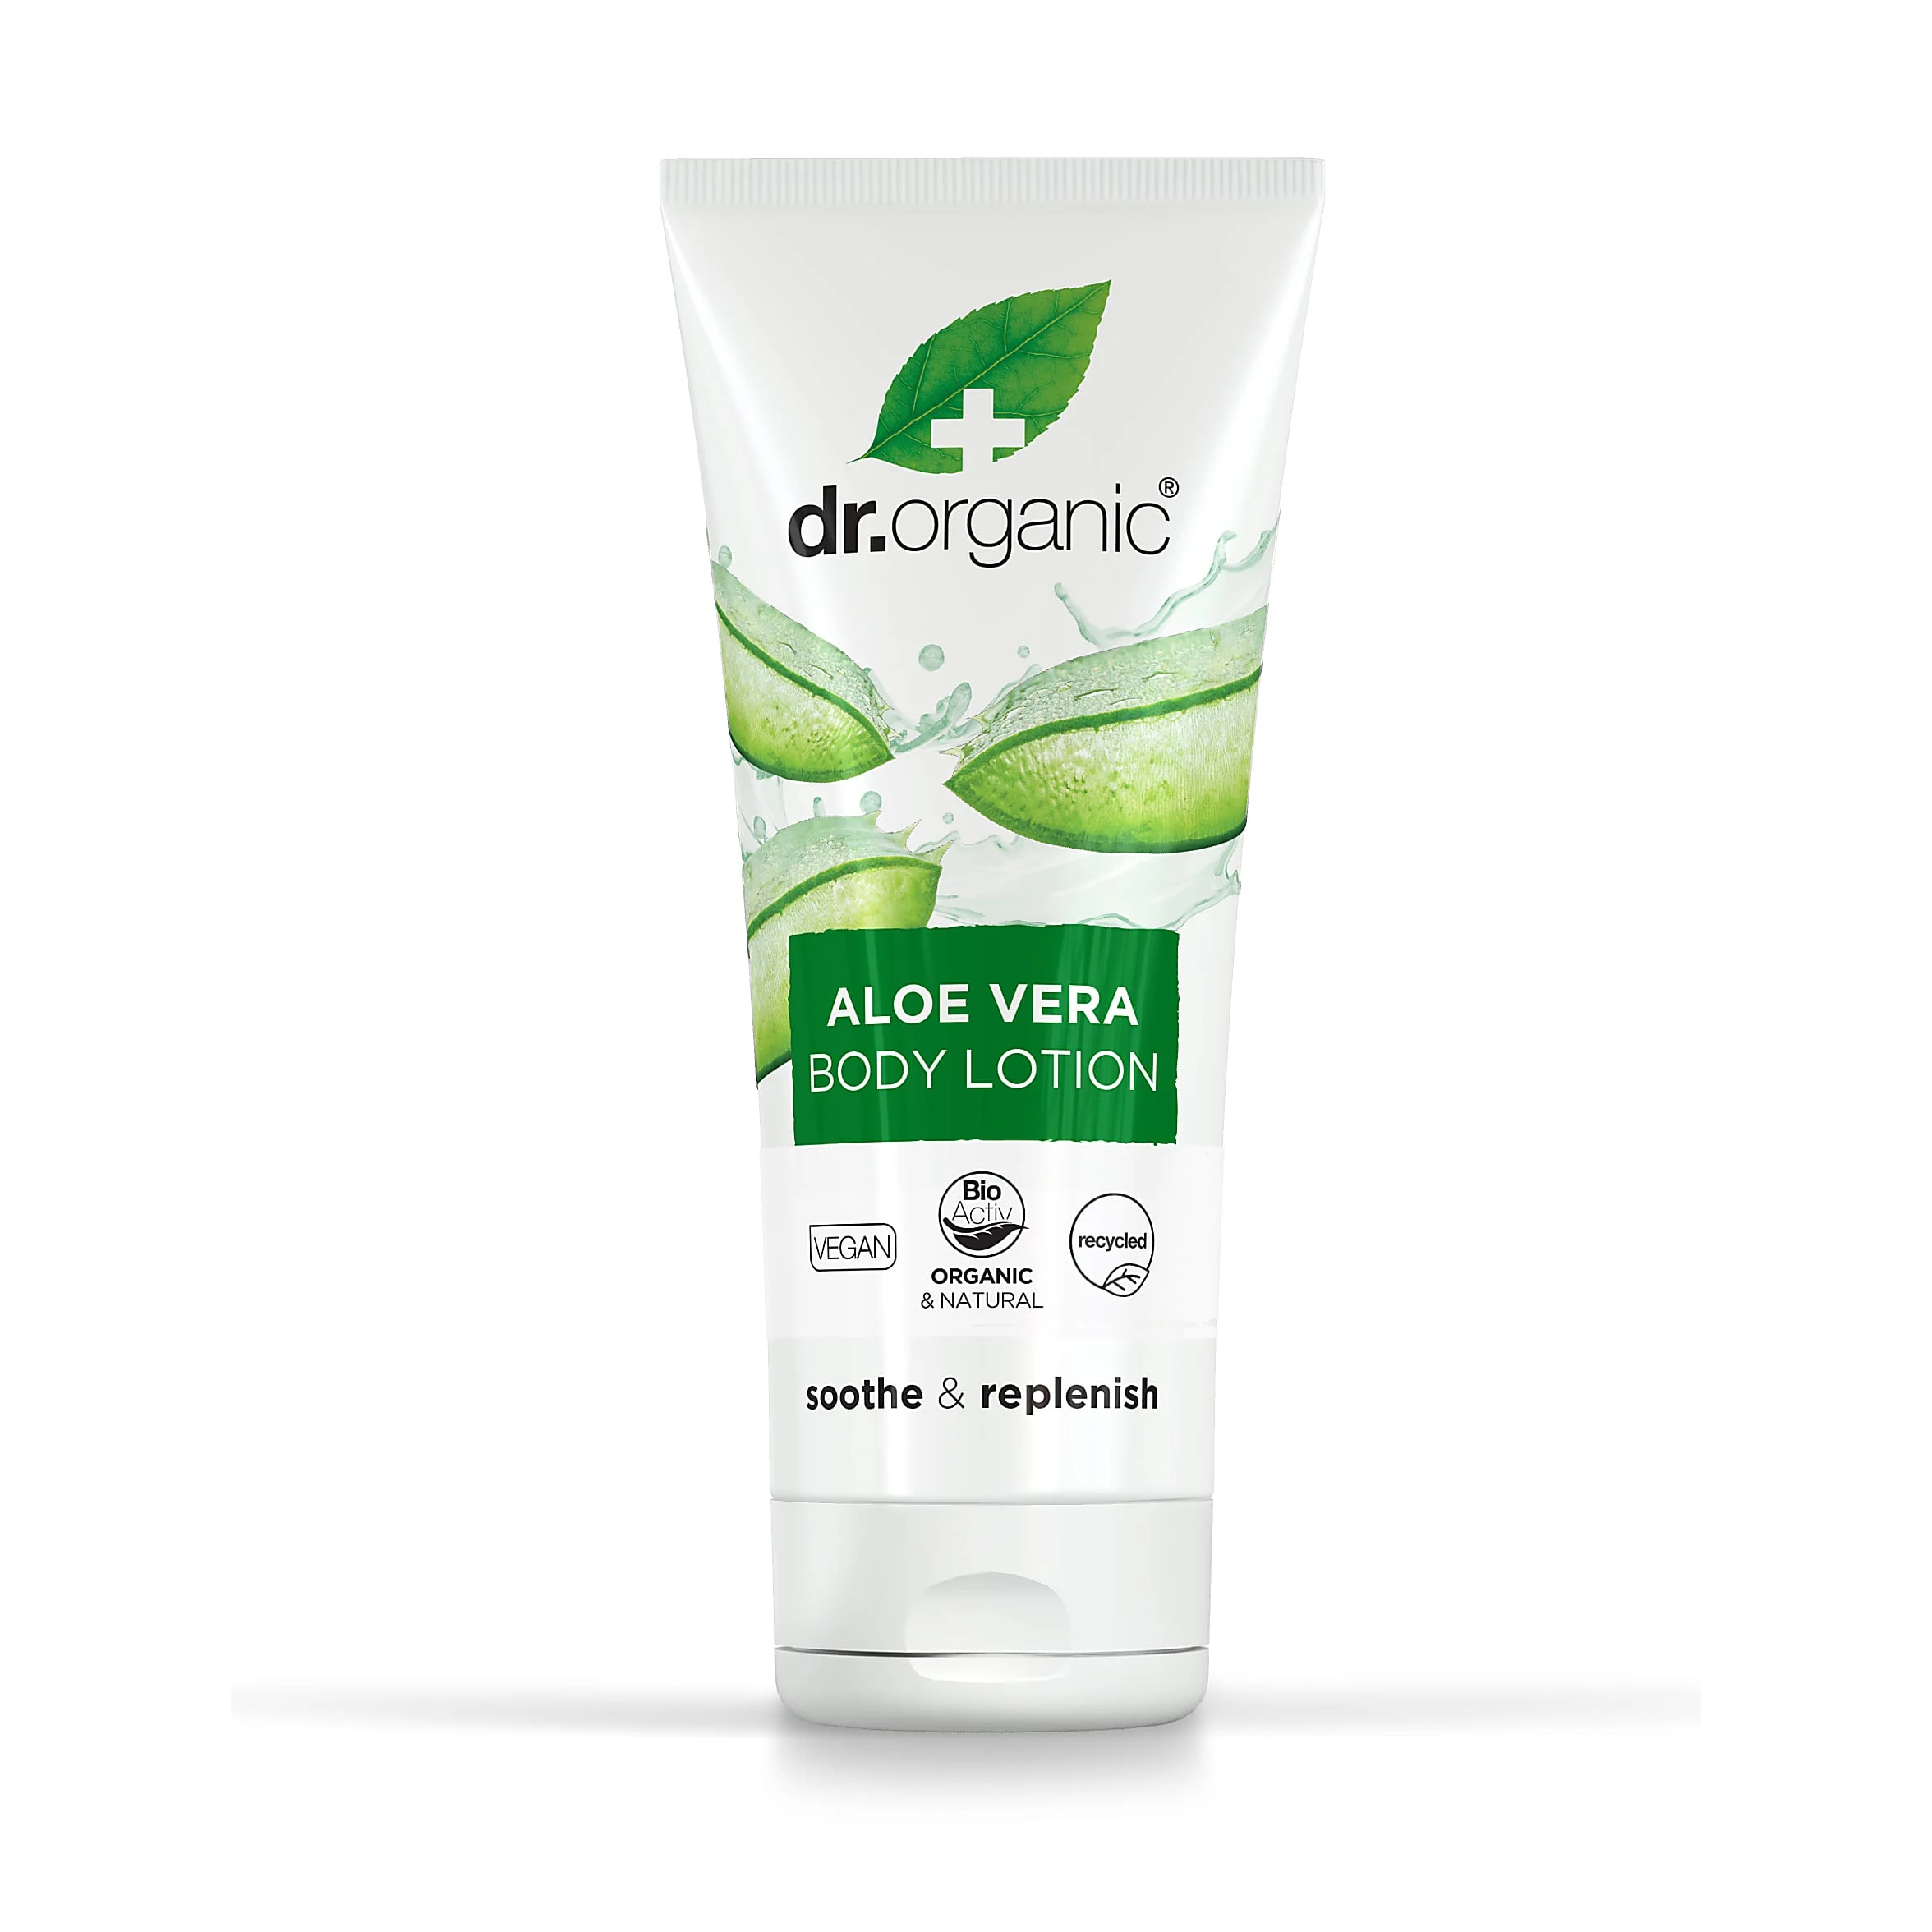 dr.organic®
ALOE VERA
BODY LOTION
VEGAN
Bio
Activ
ORGANIC
& NATURAL
recycled
soothe & replenish